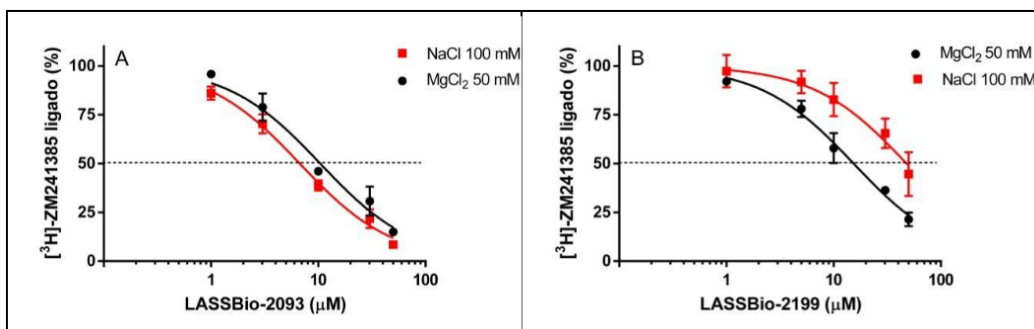 A
NaCl 100 mM
MgCl₂ 50 mM
[³H]-ZM241385 ligado (%)
100
75
50
25
0
1
10
100
LASSBio-2093 (μM)
B
MgCl₂ 50 mM
NaCl 100 mM
[³H]-ZM241385 ligado (%)
100
75
50
25
0
1
10
100
LASSBio-2199 (μM)